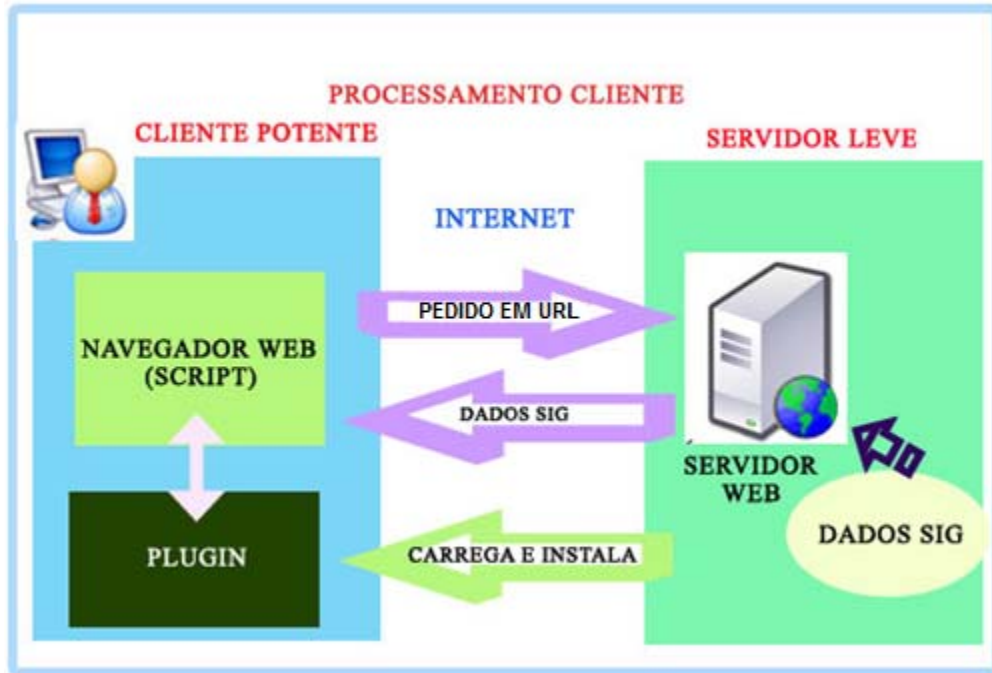 PROCESSAMENTO CLIENTE
CLIENTE POTENTE
SERVIDOR LEVE
INTERNET
PEDIDO EM URL
NAVEGADOR WEB
(SCRIPT)
DADOS SIG
SERVIDOR
WEB
DADOS SIG
PLUGIN
CARREGA E INSTALA